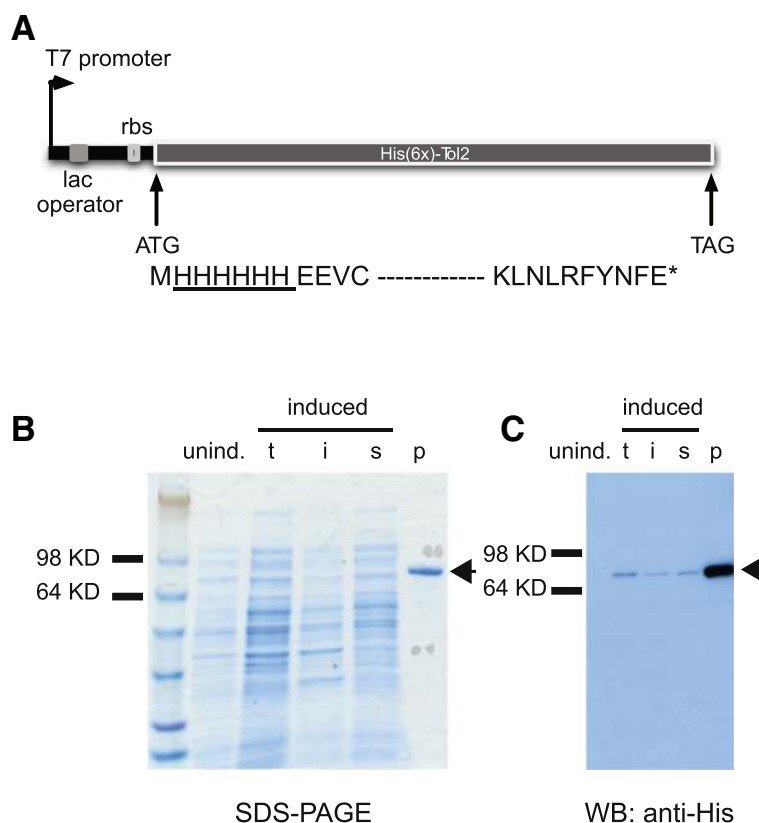 A
T7 promoter
rbs
His(6x)-Tol2
lac
operator
ATG
TAG
MHHHHHHEEVC ------------ KLNLRFYNFE*
B
induced
unind. t i s p
98 KD
64 KD
SDS-PAGE
C
induced
unind. t i s p
98 KD
64 KD
WB: anti-His